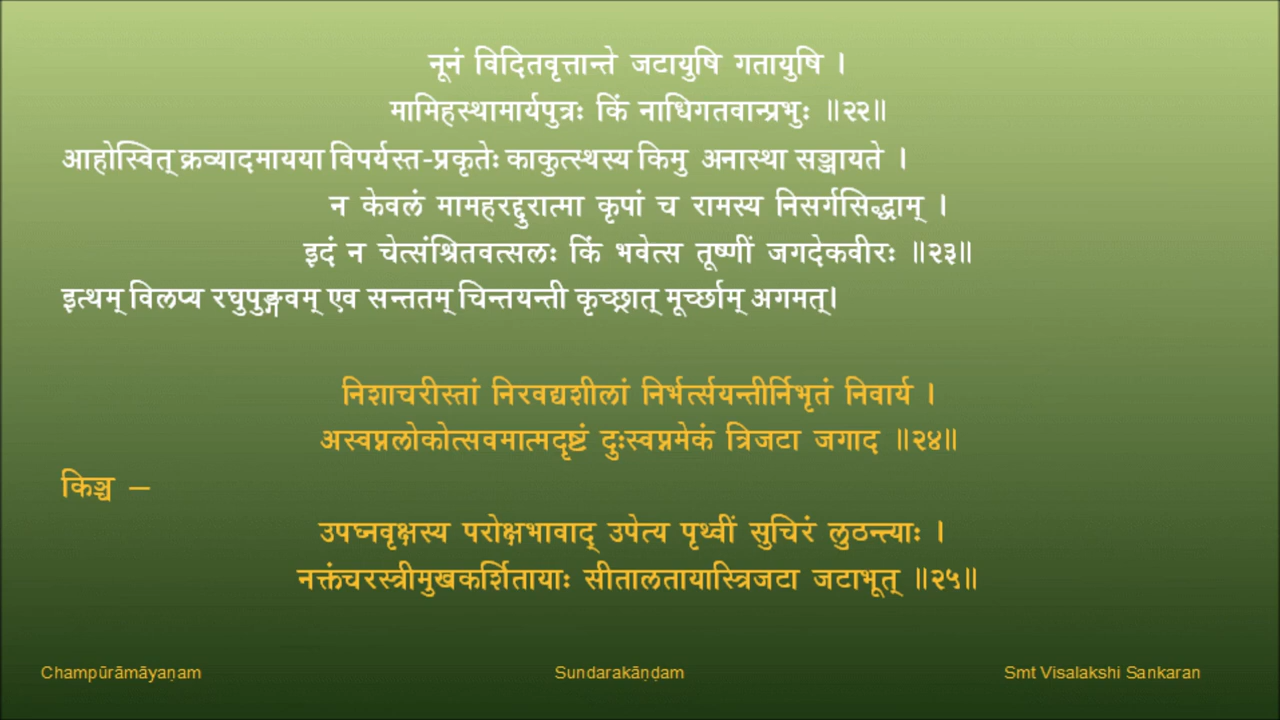 नूनं विदितवृत्तान्ते जटायुषि गतायुषि ।
मामिहस्थामार्यपुत्रः किं नाधिगतवान्प्रभुः ॥२२॥
आहोस्वित् क्रव्यादमायया विपर्यस्त-प्रकृतेः काकुत्स्थस्य किमु अनास्था सञ्जायते ।
न केवलं मामहरद्दुरात्मा कृपां च रामस्य निसर्गसिद्धाम् ।
इदं न चेत्संश्रितवत्सलः किं भवेत्स तूष्णीं जगदेकवीरः ॥२३॥
इत्थम् विलप्य रघुपुङ्गवम् एव सन्ततम् चिन्तयन्ती कृच्छ्रात् मूर्च्छाम् अगमत्।
निशाचरीस्तां निरवद्यशीलां निर्भर्त्सयन्तीर्निभृतं निवार्य ।
अस्वप्नलोकोत्सवमात्मदृष्टं दुःस्वप्नमेकं त्रिजटा जगाद ॥२४॥
किञ्च –
उपघ्नवृक्षस्य परोक्षभावाद् उपेत्य पृथ्वीं सुचिरं लुठन्त्याः ।
नक्तंचरस्त्रीमुखकर्शितायाः सीतालतायास्त्रिजटा जटाभूत् ॥२५॥
Champūrāmāyaṇam Sundarakāṇḍam Smt Visalakshi Sankaran